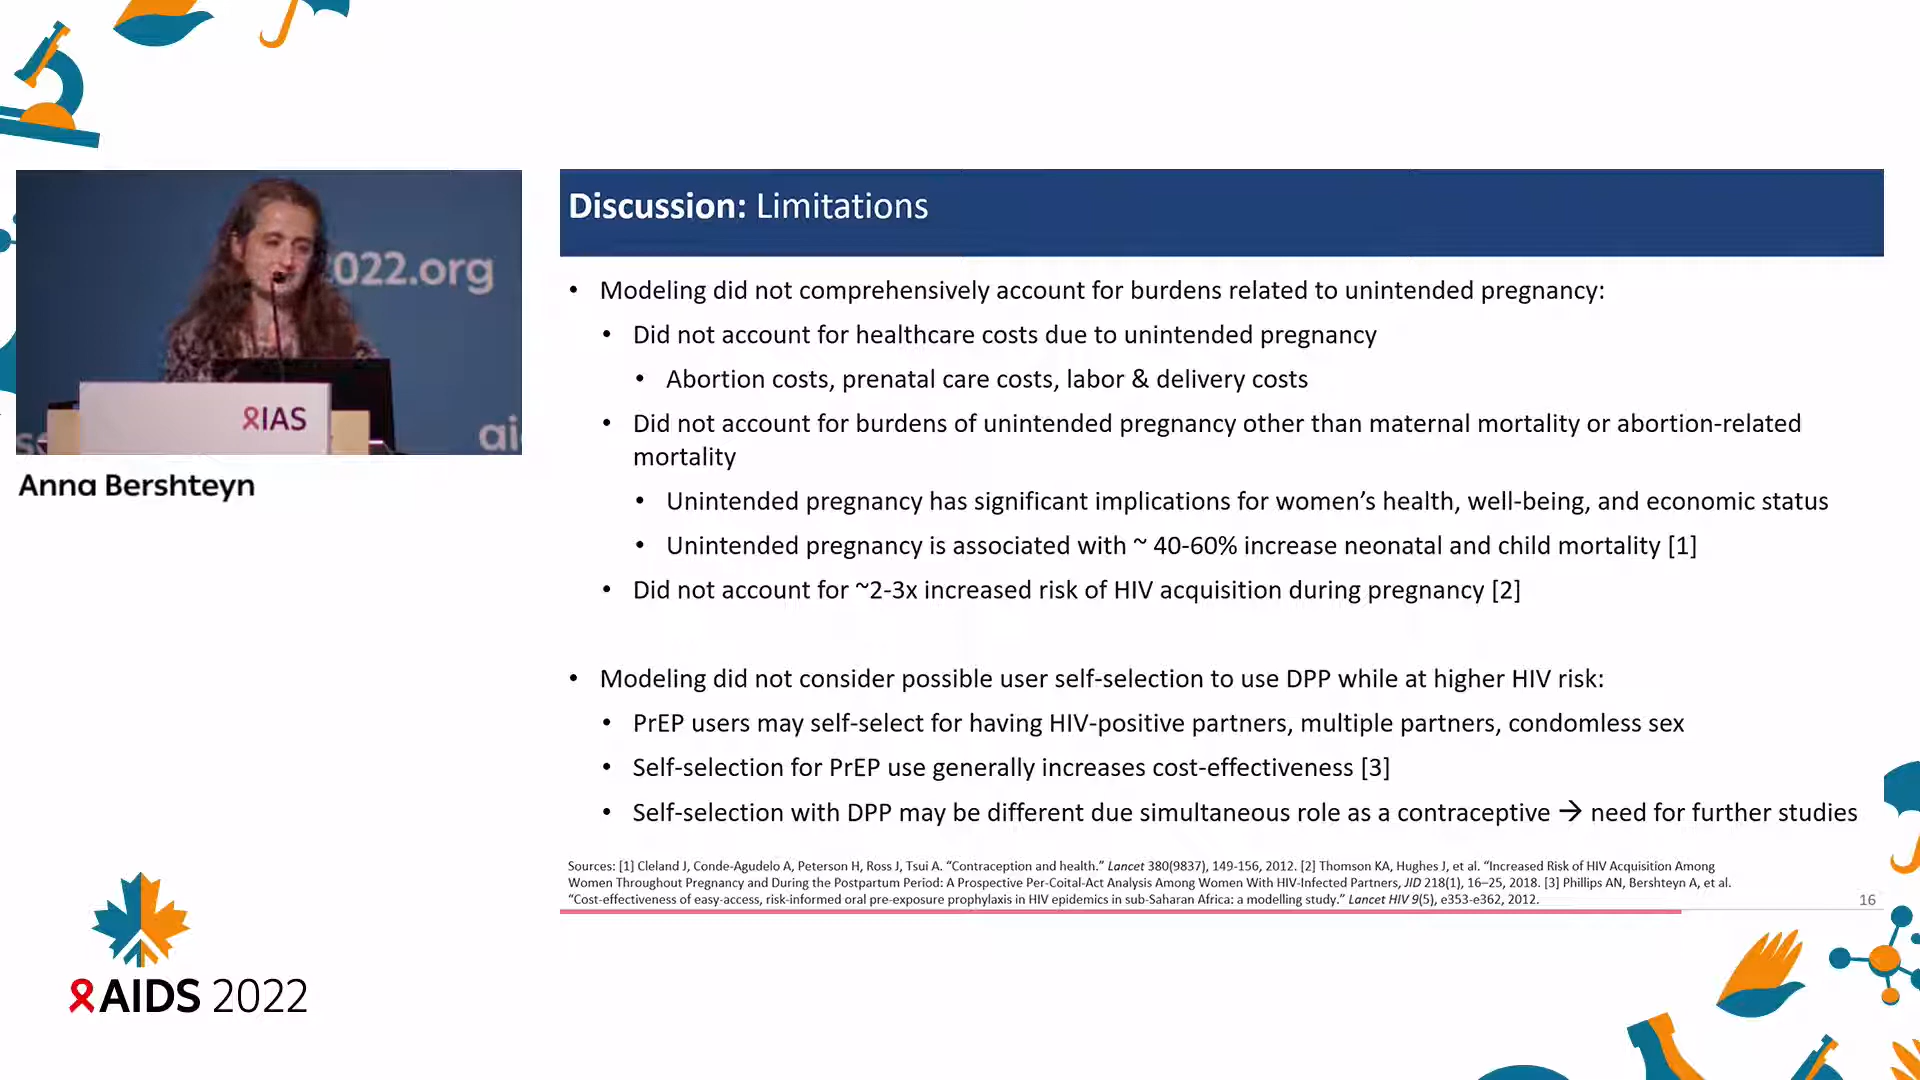 022.org
IAS
ai
Anna Bershteyn
Discussion: Limitations
• Modeling did not comprehensively account for burdens related to unintended pregnancy:
• Did not account for healthcare costs due to unintended pregnancy
• Abortion costs, prenatal care costs, labor & delivery costs
• Did not account for burdens of unintended pregnancy other than maternal mortality or abortion-related
mortality
• Unintended pregnancy has significant implications for women’s health, well-being, and economic status
• Unintended pregnancy is associated with ~ 40-60% increase neonatal and child mortality [1]
• Did not account for ~2-3x increased risk of HIV acquisition during pregnancy [2]
• Modeling did not consider possible user self-selection to use DPP while at higher HIV risk:
• PrEP users may self-select for having HIV-positive partners, multiple partners, condomless sex
• Self-selection for PrEP use generally increases cost-effectiveness [3]
• Self-selection with DPP may be different due simultaneous role as a contraceptive → need for further studies
Sources: [1] Cleland J, Conde-Agudelo A, Peterson H, Ross J, Tsui A. “Contraception and health.” Lancet 380(9837), 149-156, 2012. [2] Thomson KA, Hughes J, et al. “Increased Risk of HIV Acquisition Among
Women Throughout Pregnancy and During the Postpartum Period: A Prospective Per-Coital-Act Analysis Among Women With HIV-Infected Partners, JID 218(1), 16–25, 2018. [3] Phillips AN, Bershteyn A, et al.
“Cost-effectiveness of easy-access, risk-informed oral pre-exposure prophylaxis in HIV epidemics in sub-Saharan Africa: a modelling study.” Lancet HIV 9(5), e353-e362, 2012.
16
AIDS 2022